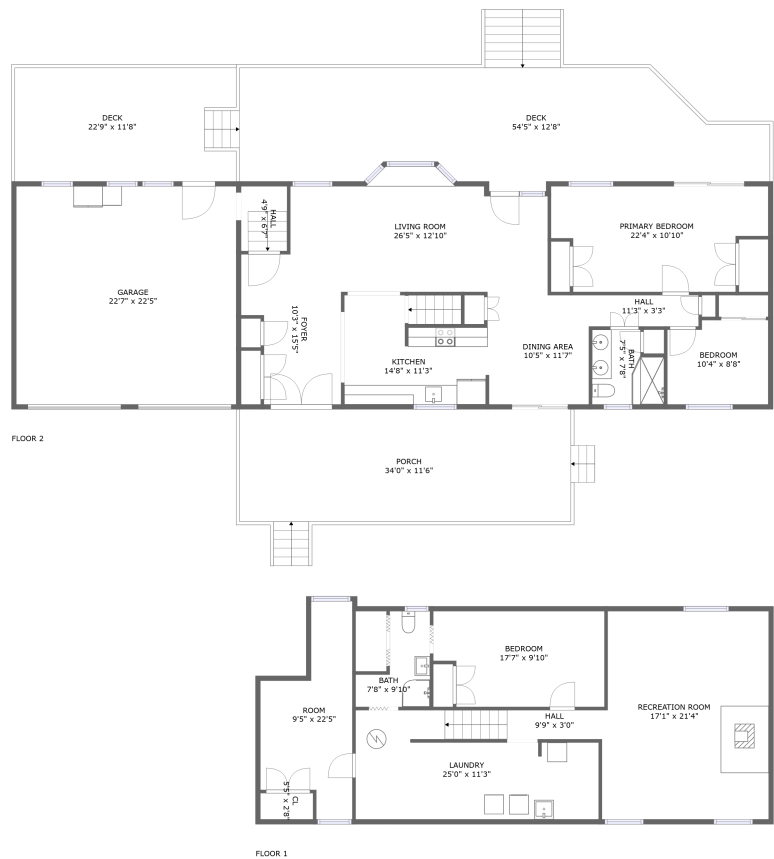 DECK
22'9" x 11'8"
DECK
54'5" x 12'8"
HALL
4'9" x 6'7"
LIVING ROOM
26'5" x 12'10"
PRIMARY BEDROOM
22'4" x 10'10"
GARAGE
22'7" x 22'5"
FOYER
10'3" x 15'5"
HALL
11'3" x 3'3"
KITCHEN
14'8" x 11'3"
DINING AREA
10'5" x 11'7"
BATH
7'5" x 7'8"
BEDROOM
10'4" x 8'8"
FLOOR 2
PORCH
34'0" x 11'6"
BEDROOM
17'7" x 9'10"
BATH
7'8" x 9'10"
ROOM
9'5" x 22'5"
HALL
9'9" x 3'0"
RECREATION ROOM
17'1" x 21'4"
LAUNDRY
25'0" x 11'3"
CL
5'5" x 2'8"
FLOOR 1